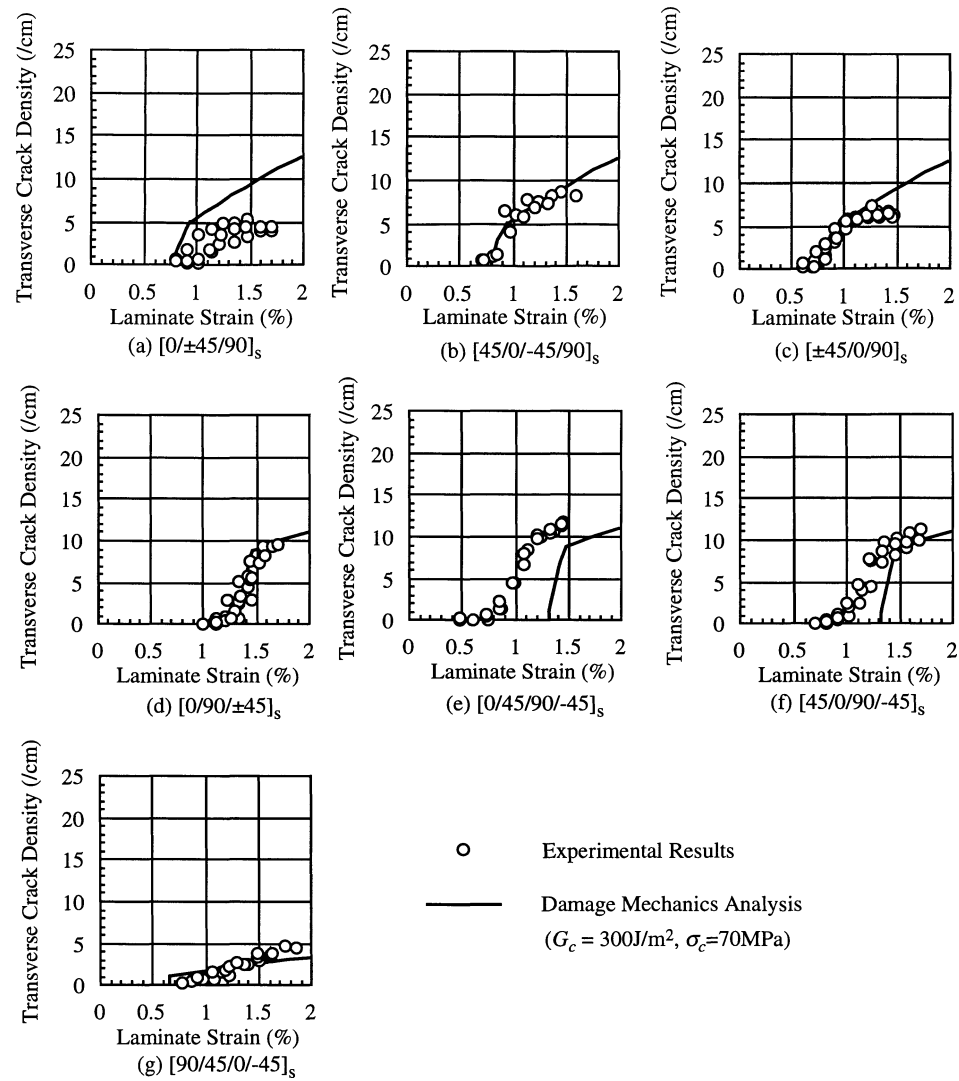 Transverse Crack Density (/cm)
25
20
15
10
5
0
0 0.5 1 1.5 2
Laminate Strain (%)
(a) [0/±45/90]s
Transverse Crack Density (/cm)
25
20
15
10
5
0
0 0.5 1 1.5 2
Laminate Strain (%)
(b) [45/0/-45/90]s
Transverse Crack Density (/cm)
25
20
15
10
5
0
0 0.5 1 1.5 2
Laminate Strain (%)
(c) [±45/0/90]s
Transverse Crack Density (/cm)
25
20
15
10
5
0
0 0.5 1 1.5 2
Laminate Strain (%)
(d) [0/90/±45]s
Transverse Crack Density (/cm)
25
20
15
10
5
0
0 0.5 1 1.5 2
Laminate Strain (%)
(e) [0/45/90/-45]s
Transverse Crack Density (/cm)
25
20
15
10
5
0
0 0.5 1 1.5 2
Laminate Strain (%)
(f) [45/0/90/-45]s
Transverse Crack Density (/cm)
25
20
15
10
5
0
0 0.5 1 1.5 2
Laminate Strain (%)
(g) [90/45/0/-45]s
Experimental Results
Damage Mechanics Analysis
(Gc = 300J/m², σc=70MPa)